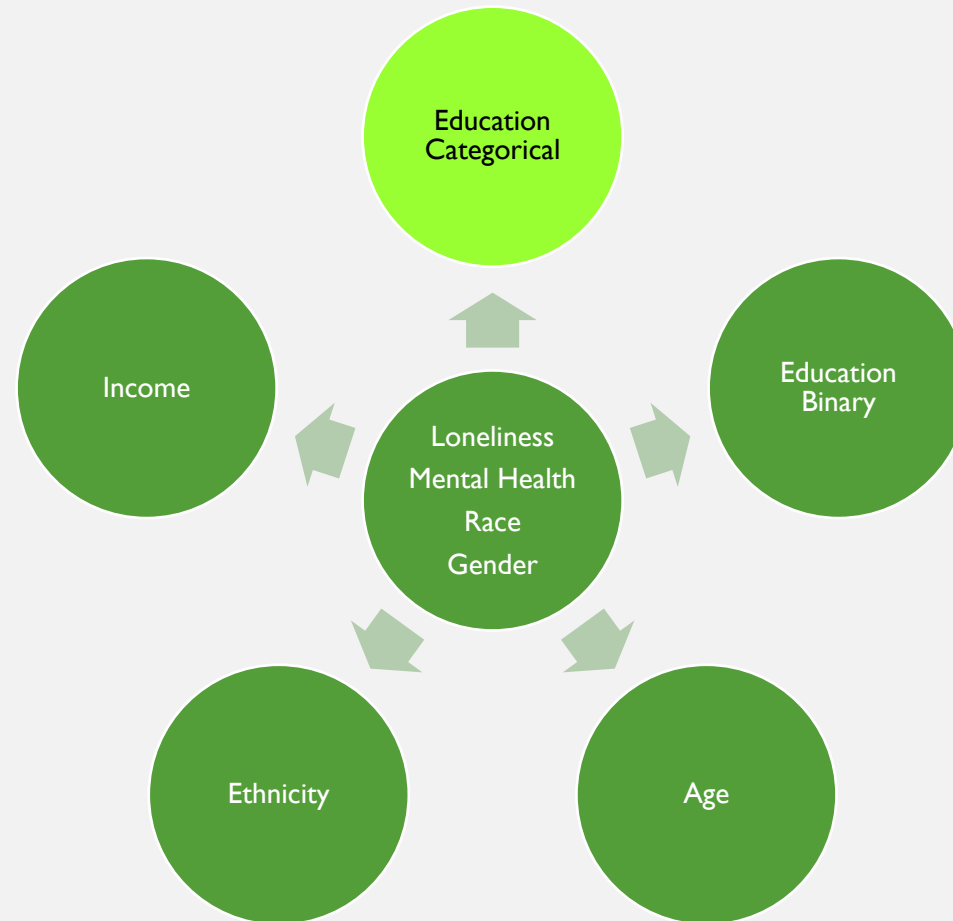 Education
Categorical
Income
Education
Binary
Loneliness
Mental Health
Race
Gender
Ethnicity
Age